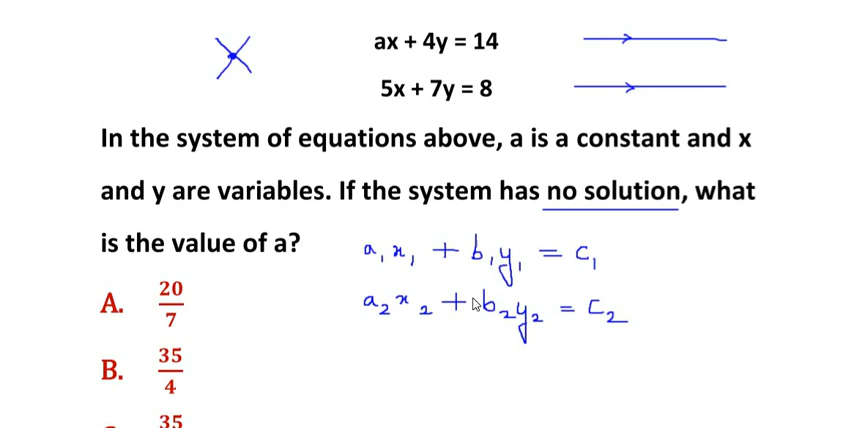 ax + 4y = 14
5x + 7y = 8
In the system of equations above, a is a constant and x
and y are variables. If the system has no solution, what
is the value of a?
a₁x₁ + b₁y₁ = c₁
a₂x₂ + b₂y₂ = c₂
A. 20/7
B. 35/4
35